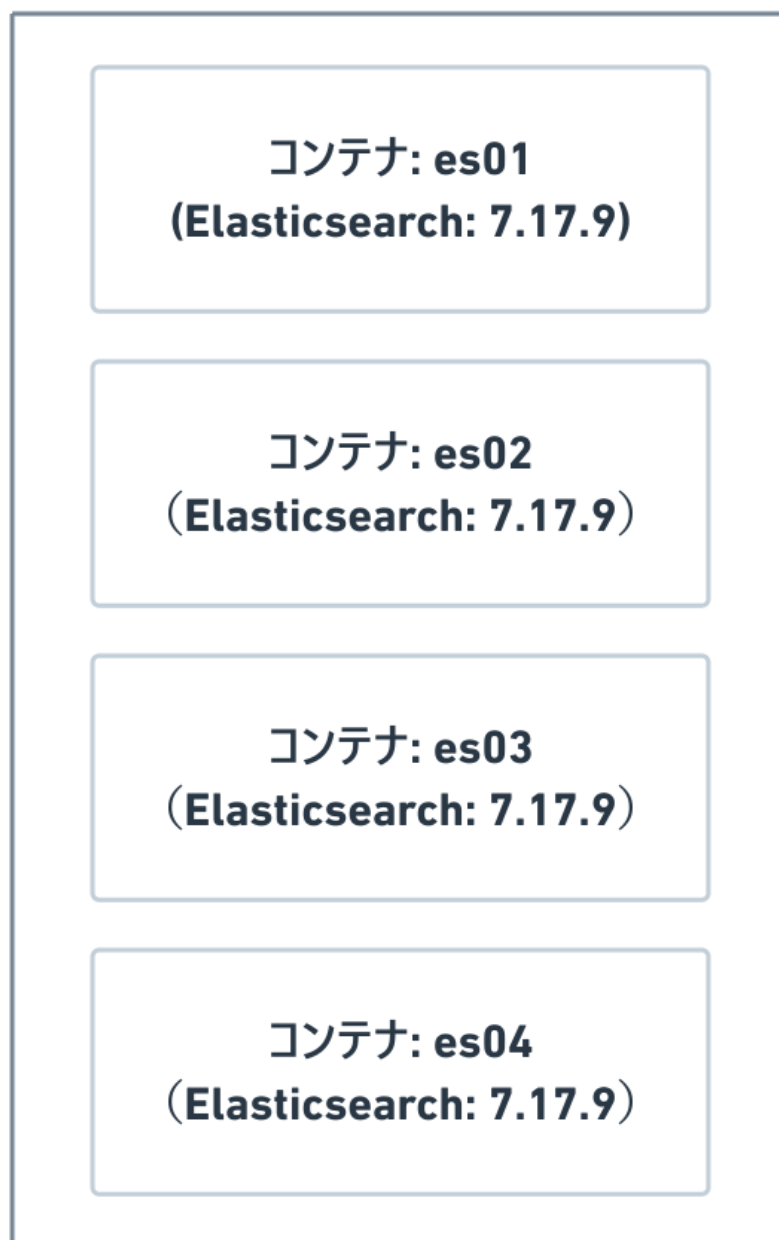 コンテナ: es01
(Elasticsearch: 7.17.9)
コンテナ: es02
（Elasticsearch: 7.17.9）
コンテナ: es03
（Elasticsearch: 7.17.9）
コンテナ: es04
（Elasticsearch: 7.17.9）